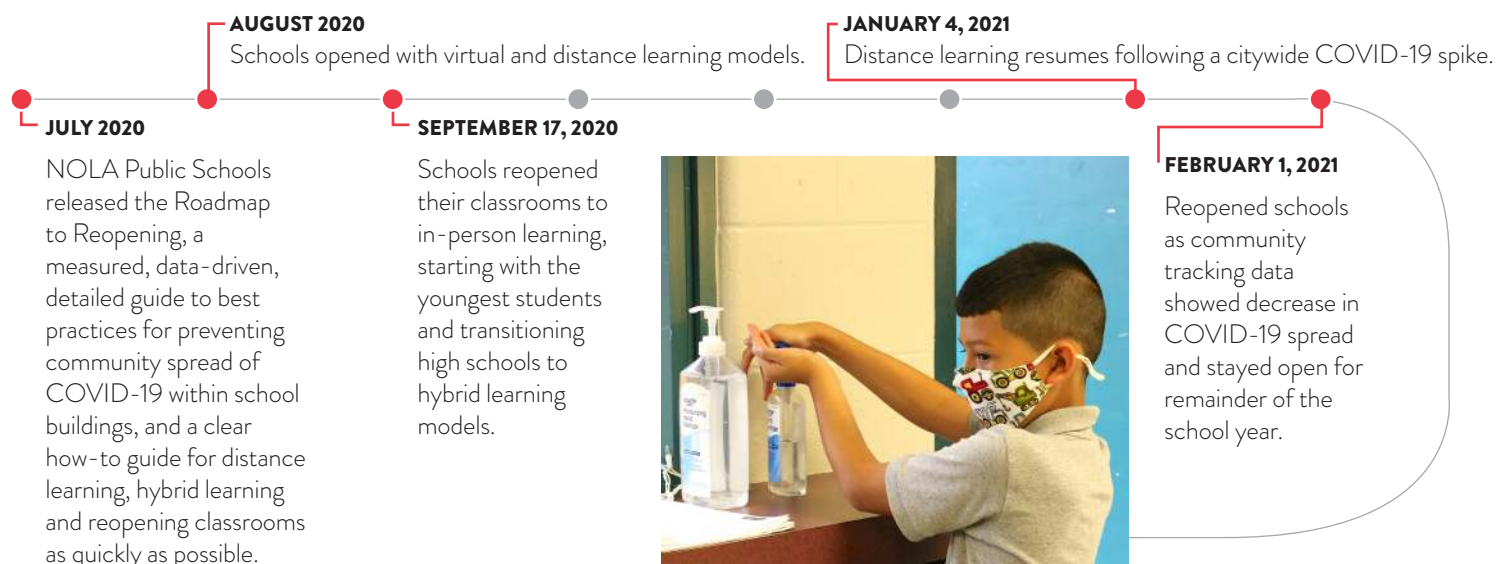 AUGUST 2020
Schools opened with virtual and distance learning models.
JANUARY 4, 2021
Distance learning resumes following a citywide COVID-19 spike.
JULY 2020
NOLA Public Schools
released the Roadmap
to Reopening, a
measured, data-driven,
detailed guide to best
practices for preventing
community spread of
COVID-19 within school
buildings, and a clear
how-to guide for distance
learning, hybrid learning
and reopening classrooms
as quickly as possible.
SEPTEMBER 17, 2020
Schools reopened
their classrooms to
in-person learning,
starting with the
youngest students
and transitioning
high schools to
hybrid learning
models.
FEBRUARY 1, 2021
Reopened schools
as community
tracking data
showed decrease in
COVID-19 spread
and stayed open for
remainder of the
school year.